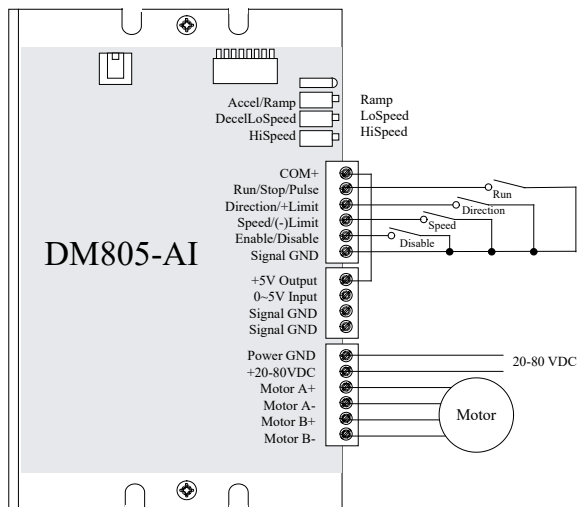 Accel/Ramp
Ramp
DecelLoSpeed
LoSpeed
HiSpeed
HiSpeed
COM+
Run/Stop/Pulse
Run
Direction/+Limit
Direction
Speed/(-)Limit
Speed
Enable/Disable
Disable
Signal GND
DM805-AI
+5V Output
0~5V Input
Signal GND
Signal GND
Power GND
20-80 VDC
+20-80VDC
Motor A+
Motor A-
Motor B+
Motor B-
Motor